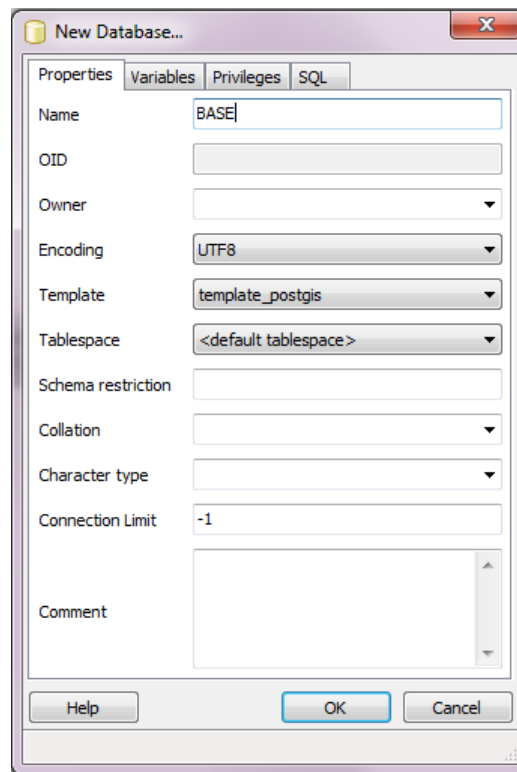 New Database...
Properties Variables Privileges SQL
Name BASE
OID
Owner
Encoding UTF8
Template template_postgis
Tablespace <default tablespace>
Schema restriction
Collation
Character type
Connection Limit -1
Comment
Help OK Cancel